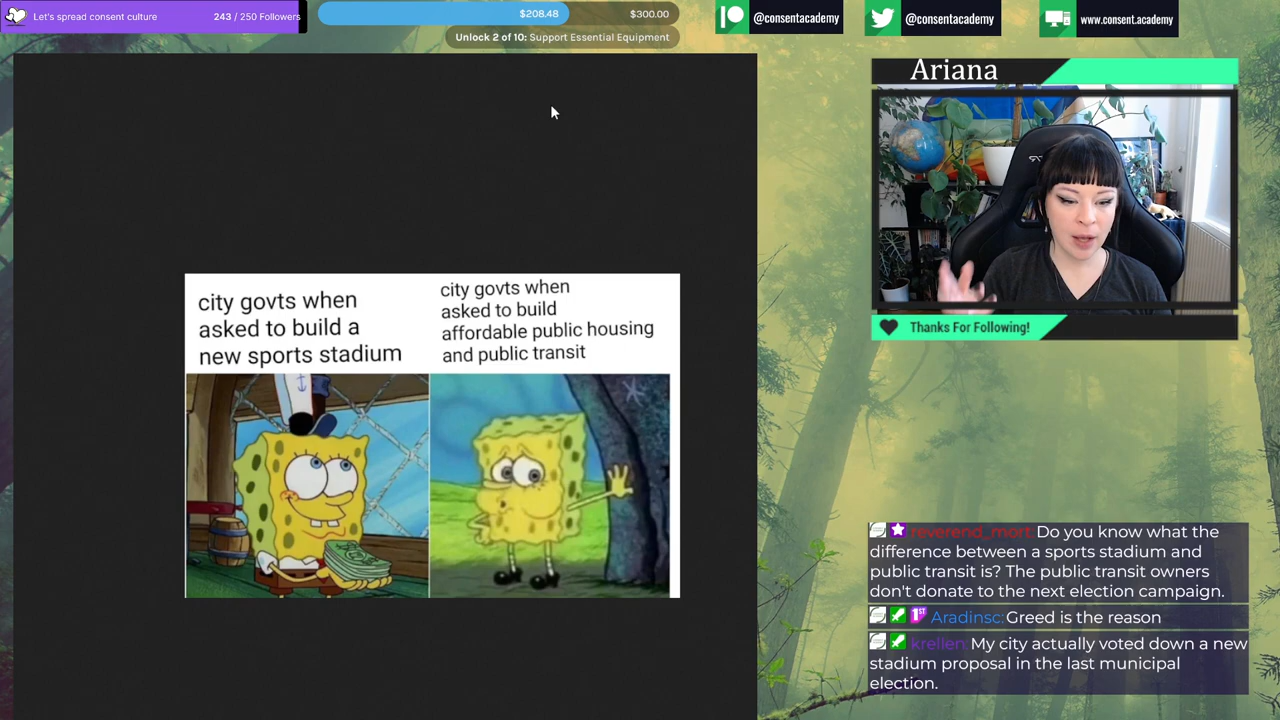 Let's spread consent culture
243 / 250 Followers
$208.48
$300.00
Unlock 2 of 10: Support Essential Equipment
@consentacademy
@consentacademy
www.consent.academy
Ariana
Thanks For Following!
city govts when
asked to build a
new sports stadium
city govts when
asked to build
affordable public housing
and public transit
reverend_mort: Do you know what the
difference between a sports stadium and
public transit is? The public transit owners
don't donate to the next election campaign.
1ST Aradinsc: Greed is the reason
krellen: My city actually voted down a new
stadium proposal in the last municipal
election.